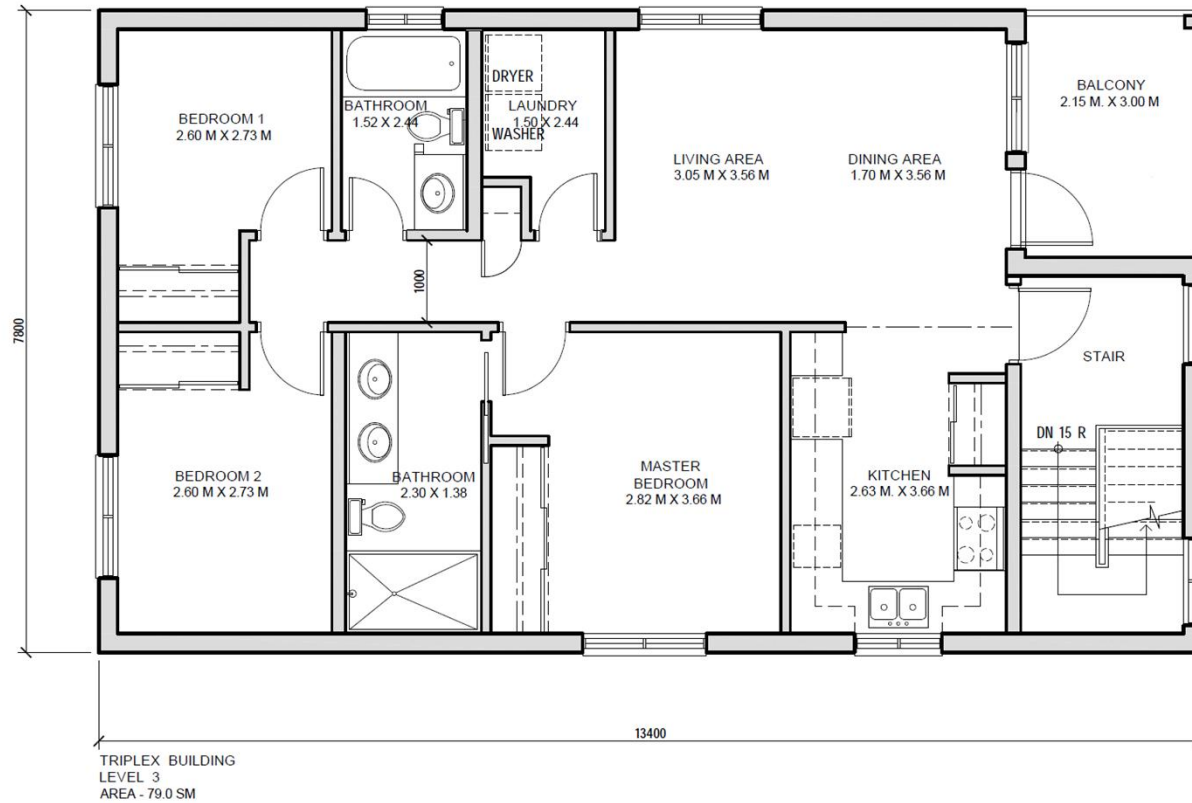 7800
BEDROOM 1
2.60 M X 2.73 M
BATHROOM
1.52 X 2.44
DRYER
LAUNDRY
1.50 X 2.44
WASHER
LIVING AREA
3.05 M X 3.56 M
DINING AREA
1.70 M X 3.56 M
BALCONY
2.15 M. X 3.00 M
1000
STAIR
DN 15 R
BEDROOM 2
2.60 M X 2.73 M
BATHROOM
2.30 X 1.38
MASTER
BEDROOM
2.82 M X 3.66 M
KITCHEN
2.63 M. X 3.66 M
13400
TRIPLEX BUILDING
LEVEL 3
AREA - 79.0 SM